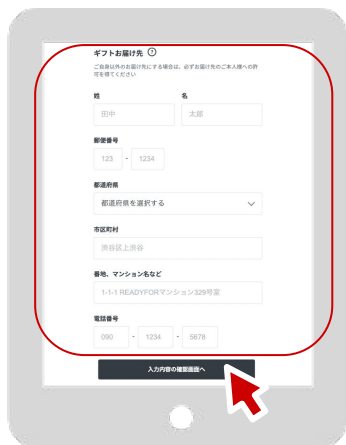 ギフトお届け先 ?
ご自身以外のお届け先にする場合は、必ずお届け先のご本人様への許
可を得てください
姓 名
田中 太郎
郵便番号
123 - 1234
都道府県
都道府県を選択する
市区町村
渋谷区上渋谷
番地、マンション名など
1-1-1 READYFORマンション329号室
電話番号
090 - 1234 - 5678
入力内容の確認画面へ